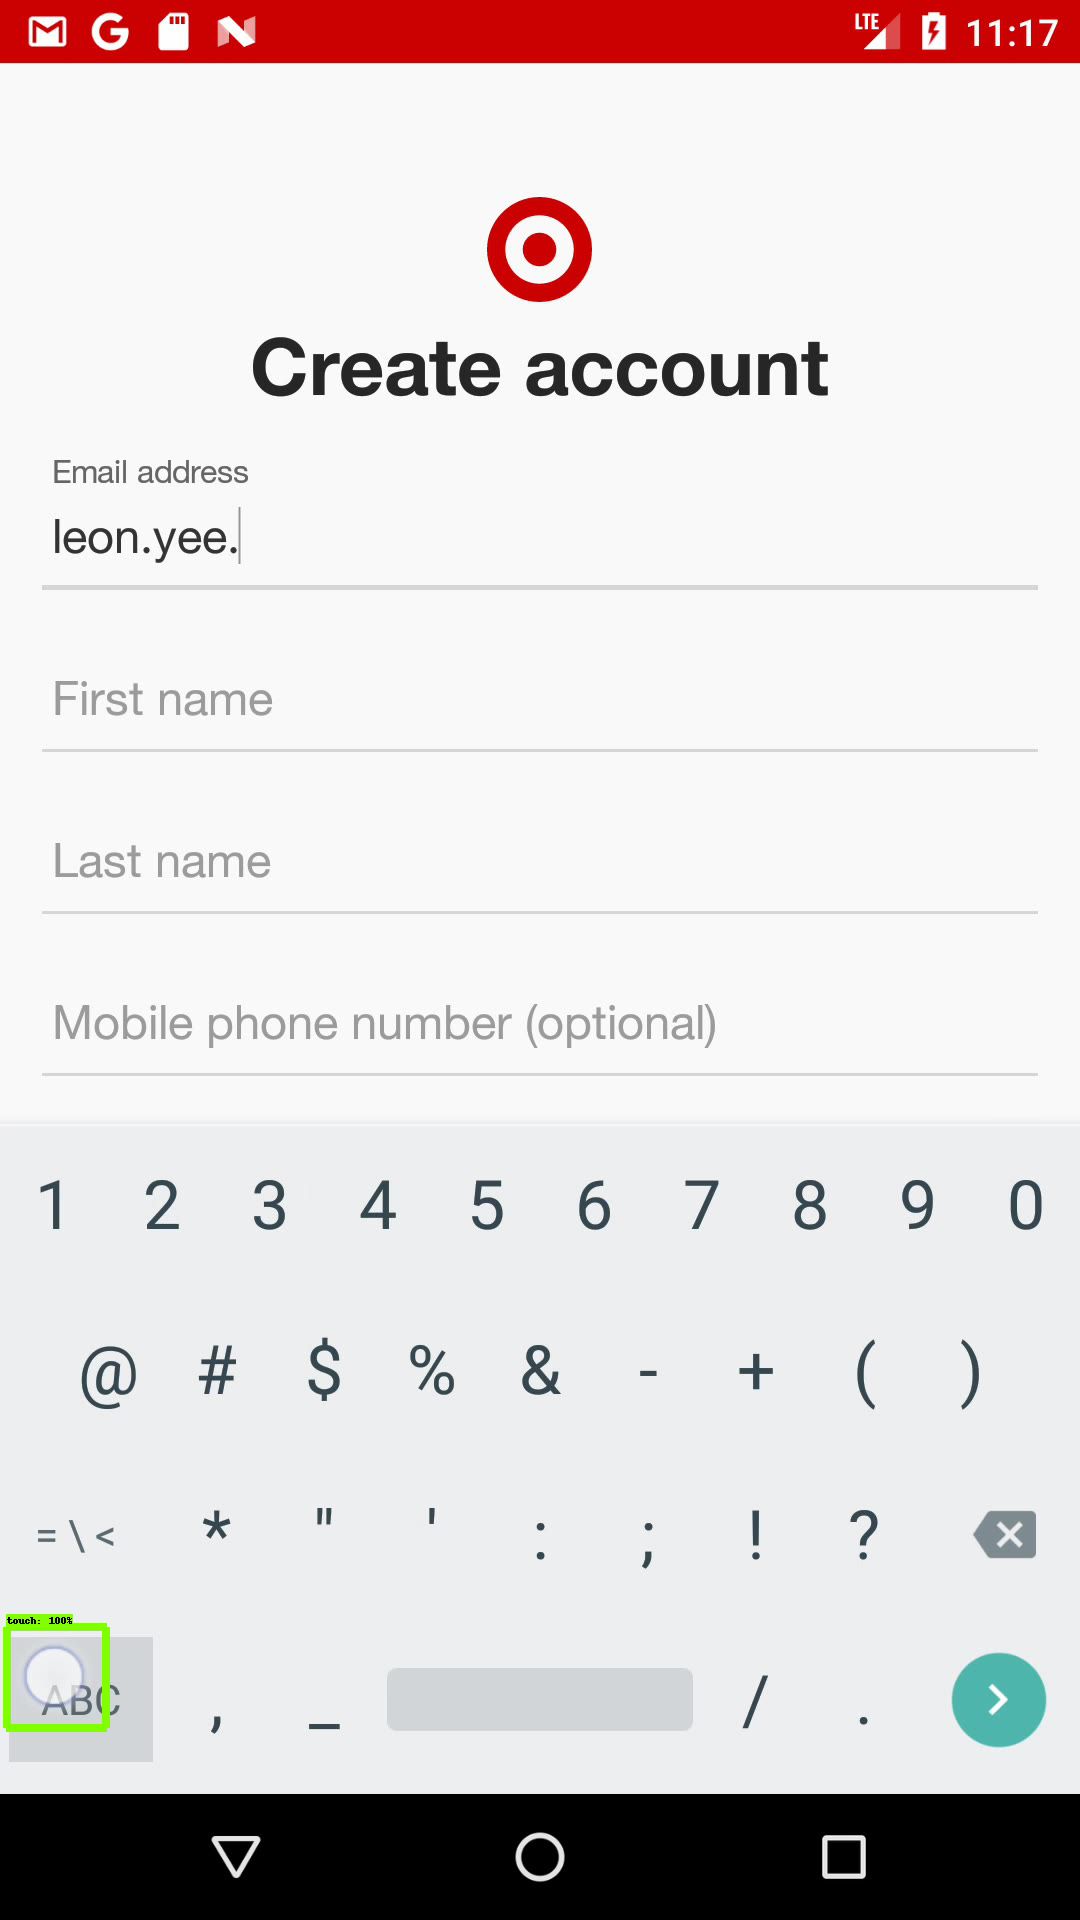 LTE 11:17
Create account
Email address
leon.yee.
First name
Last name
Mobile phone number (optional)
1 2 3 4 5 6 7 8 9 0
@ # $ % & - + ( )
= \ < * " ' : ; ! ?
touch: 100%
ABC , _ / .